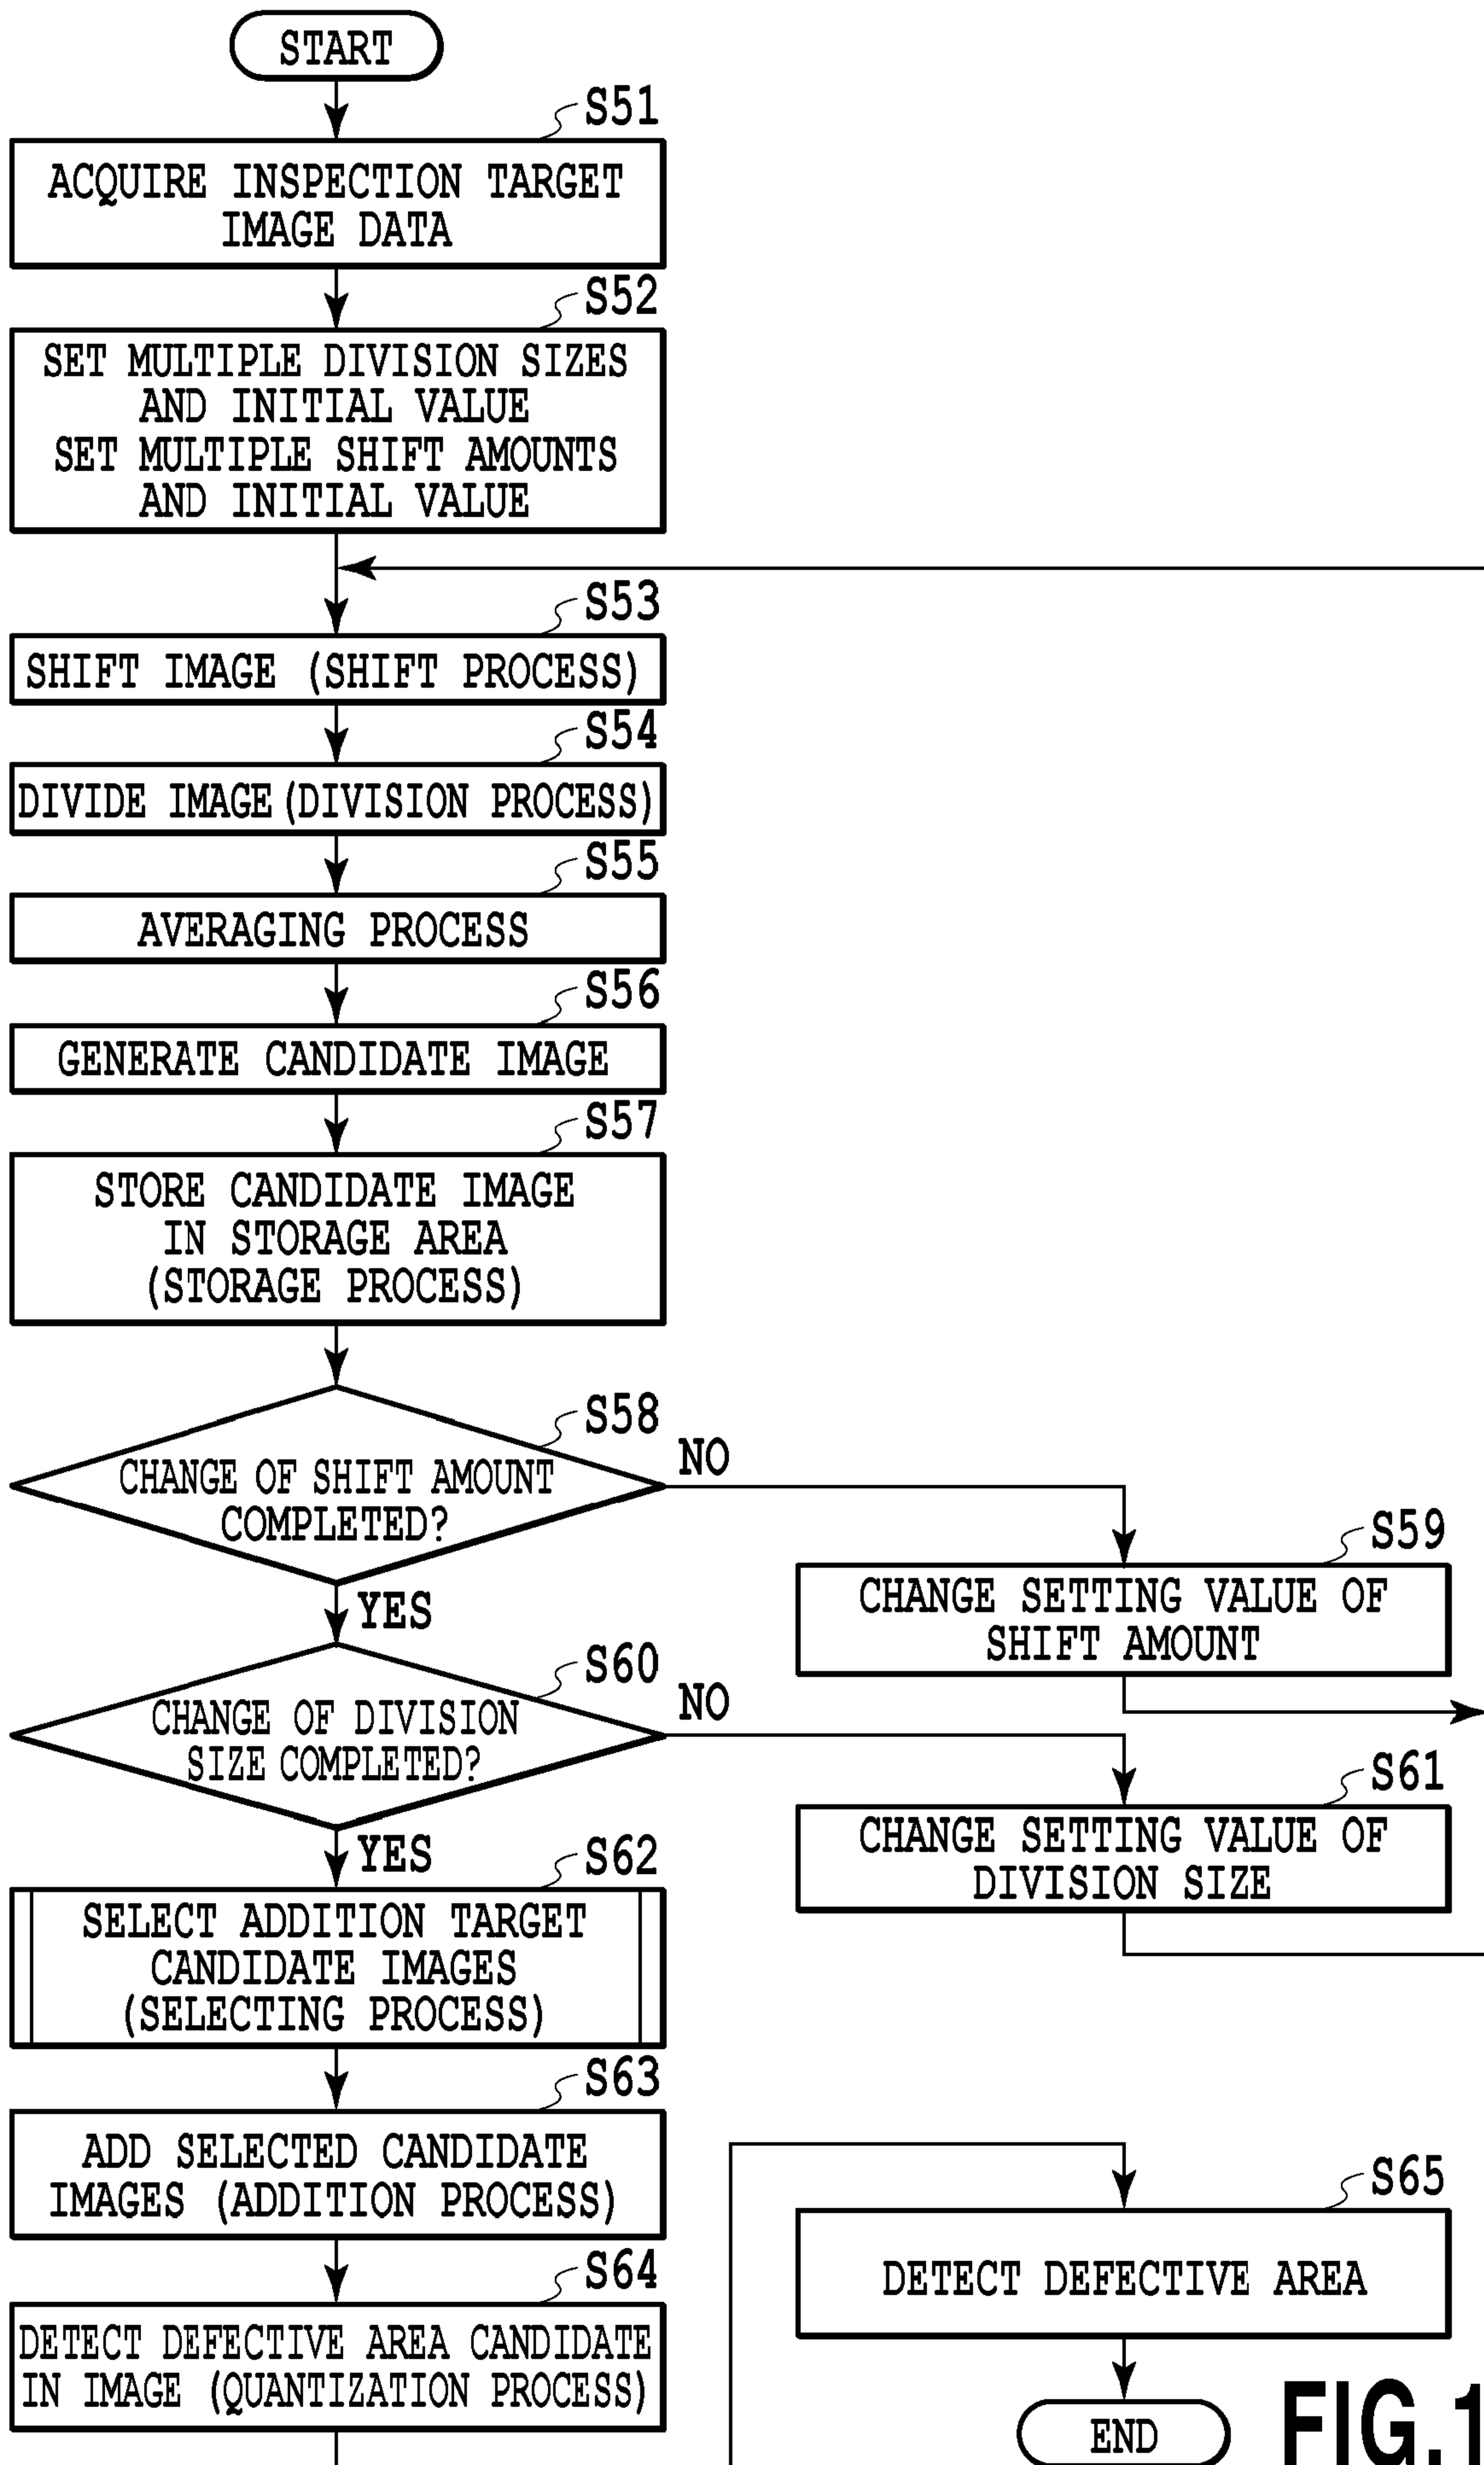 START
S51
ACQUIRE INSPECTION TARGET
IMAGE DATA
S52
SET MULTIPLE DIVISION SIZES
AND INITIAL VALUE
SET MULTIPLE SHIFT AMOUNTS
AND INITIAL VALUE
S53
SHIFT IMAGE (SHIFT PROCESS)
S54
DIVIDE IMAGE (DIVISION PROCESS)
S55
AVERAGING PROCESS
S56
GENERATE CANDIDATE IMAGE
S57
STORE CANDIDATE IMAGE
IN STORAGE AREA
(STORAGE PROCESS)
S58
CHANGE OF SHIFT AMOUNT
COMPLETED?
NO
YES
S59
CHANGE SETTING VALUE OF
SHIFT AMOUNT
S60
CHANGE OF DIVISION
SIZE COMPLETED?
NO
YES
S61
CHANGE SETTING VALUE OF
DIVISION SIZE
S62
SELECT ADDITION TARGET
CANDIDATE IMAGES
(SELECTING PROCESS)
S63
ADD SELECTED CANDIDATE
IMAGES (ADDITION PROCESS)
S64
DETECT DEFECTIVE AREA CANDIDATE
IN IMAGE (QUANTIZATION PROCESS)
S65
DETECT DEFECTIVE AREA
END
FIG.1